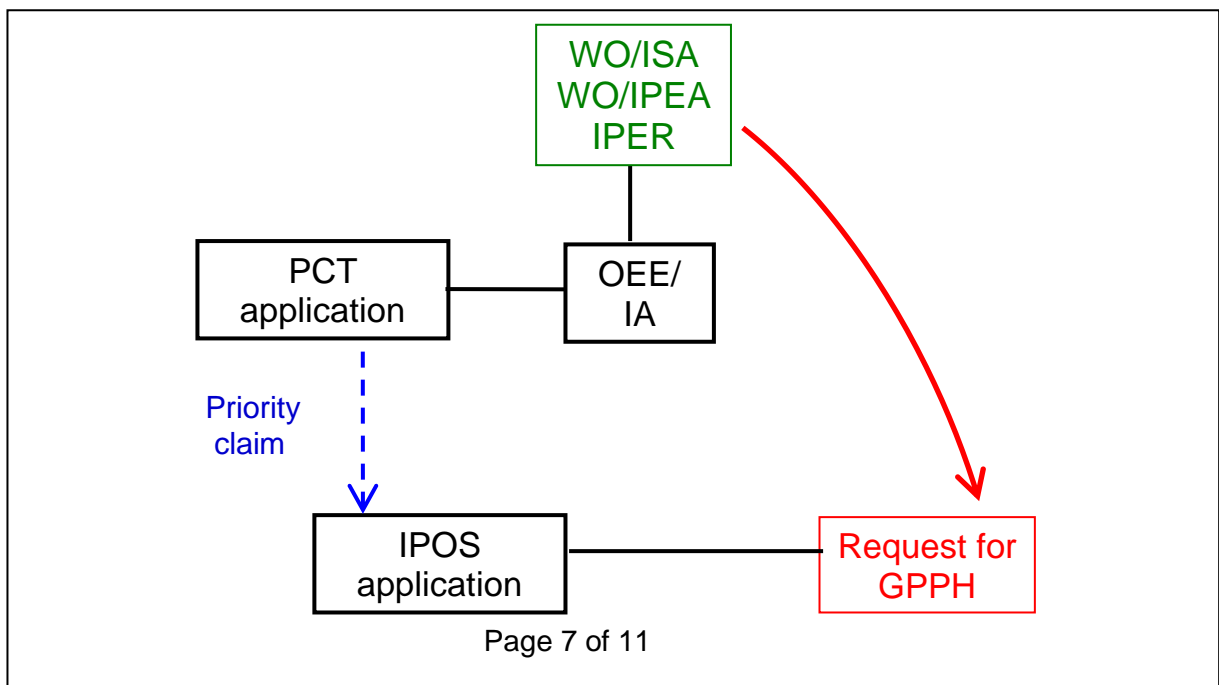 WO/ISA
WO/IPEA
IPER
PCT
application
OEE/
IA
Priority
claim
IPOS
application
Request for
GPPH
Page 7 of 11